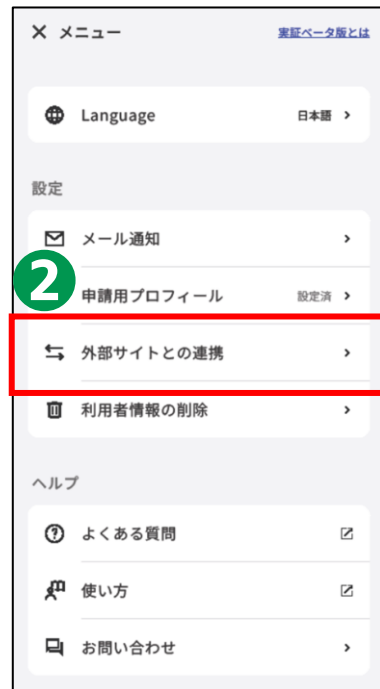 × メニュー 実証ベータ版とは
Language 日本語
設定
メール通知
2
申請用プロフィール 設定済
外部サイトとの連携
利用者情報の削除
ヘルプ
よくある質問
使い方
お問い合わせ